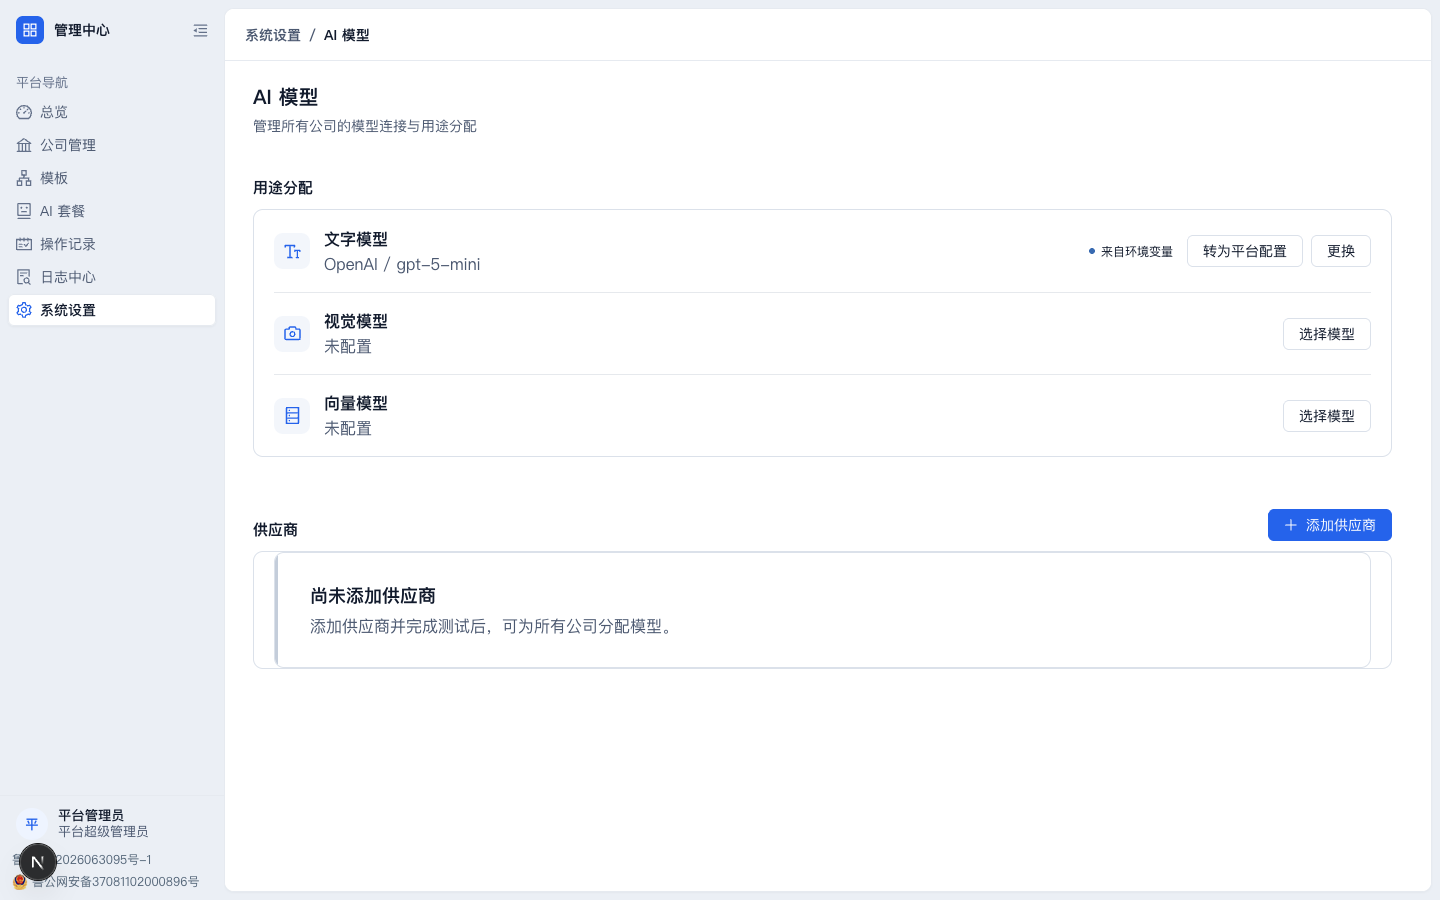 管理中心
平台导航
总览
公司管理
模板
AI 套餐
操作记录
日志中心
系统设置
平
平台管理员
平台超级管理员
2026063095号-1
公网安备37081102000896号
系统设置 / AI 模型
AI 模型
管理所有公司的模型连接与用途分配
用途分配
文字模型
OpenAI / gpt-5-mini
来自环境变量
转为平台配置
更换
视觉模型
未配置
选择模型
向量模型
未配置
选择模型
供应商
添加供应商
尚未添加供应商
添加供应商并完成测试后，可为所有公司分配模型。